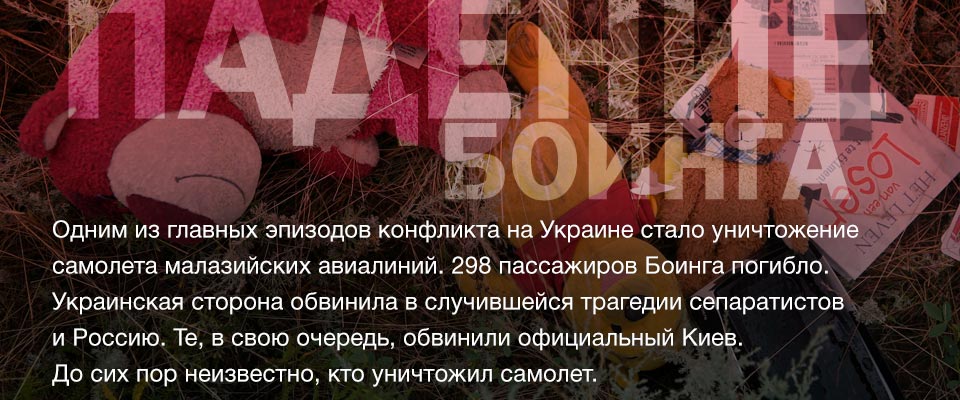 ПАДЕНИЕ
БОИНГА
Одним из главных эпизодов конфликта на Украине стало уничтожение
самолета малазийских авиалиний. 298 пассажиров Боинга погибло.
Украинская сторона обвинила в случившейся трагедии сепаратистов
и Россию. Те, в свою очередь, обвинили официальный Киев.
До сих пор неизвестно, кто уничтожил самолет.
Loser
HET LEVEN